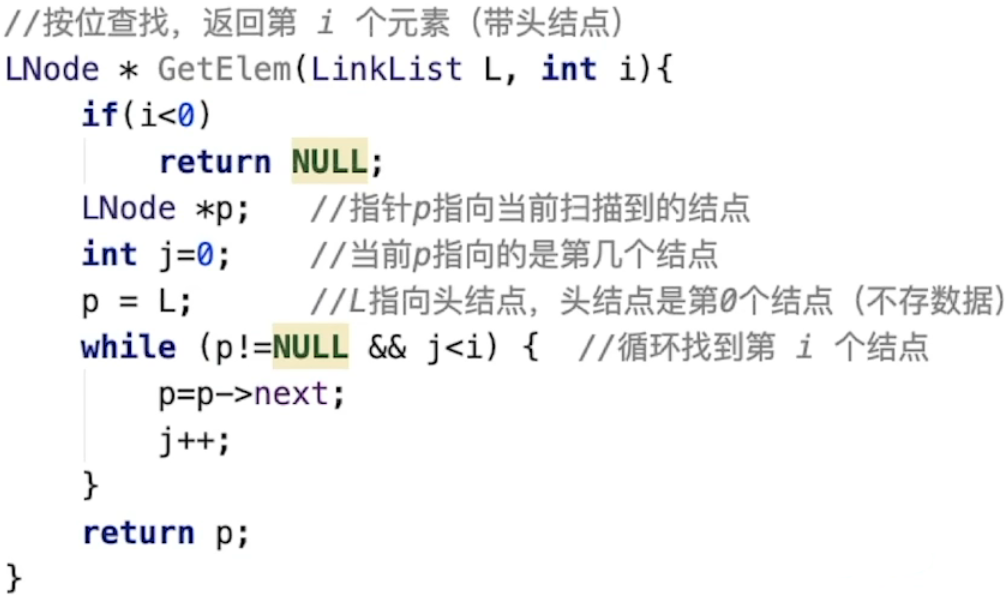 //按位查找，返回第 i 个元素（带头结点）
LNode * GetElem(LinkList L, int i){
    if(i<0)
        return NULL;
    LNode *p;   //指针p指向当前扫描到的结点
    int j=0;    //当前p指向的是第几个结点
    p = L;      //L指向头结点，头结点是第0个结点（不存数据）
    while (p!=NULL && j<i) {  //循环找到第 i 个结点
        p=p->next;
        j++;
    }
    return p;
}